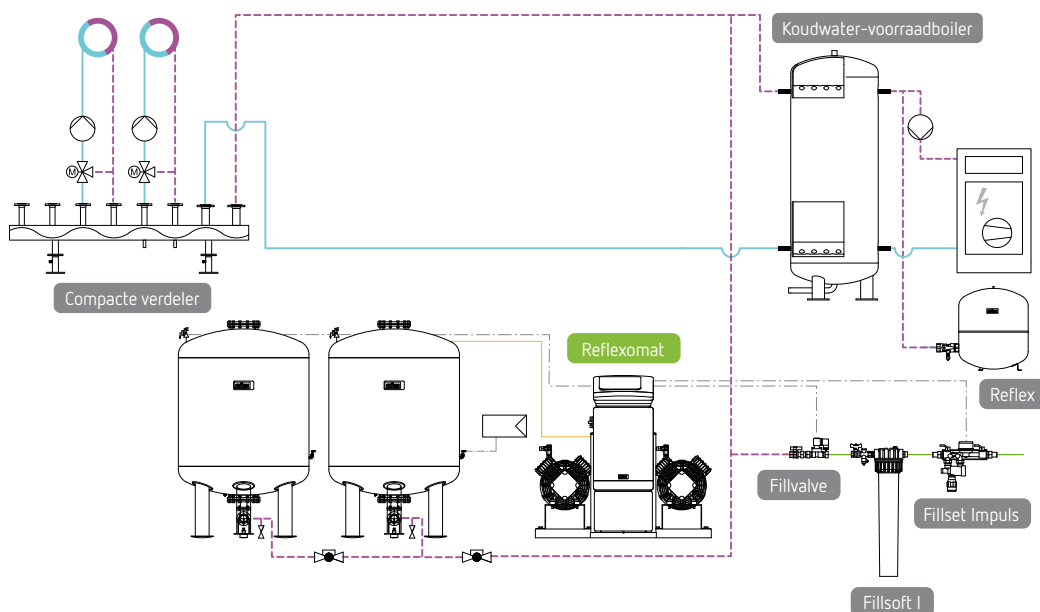 Koudwater-voorraadboiler
M
M
Compacte verdeler
Reflexomat
Reflex
Fillvalve
Fillset Impuls
Fillsoft I